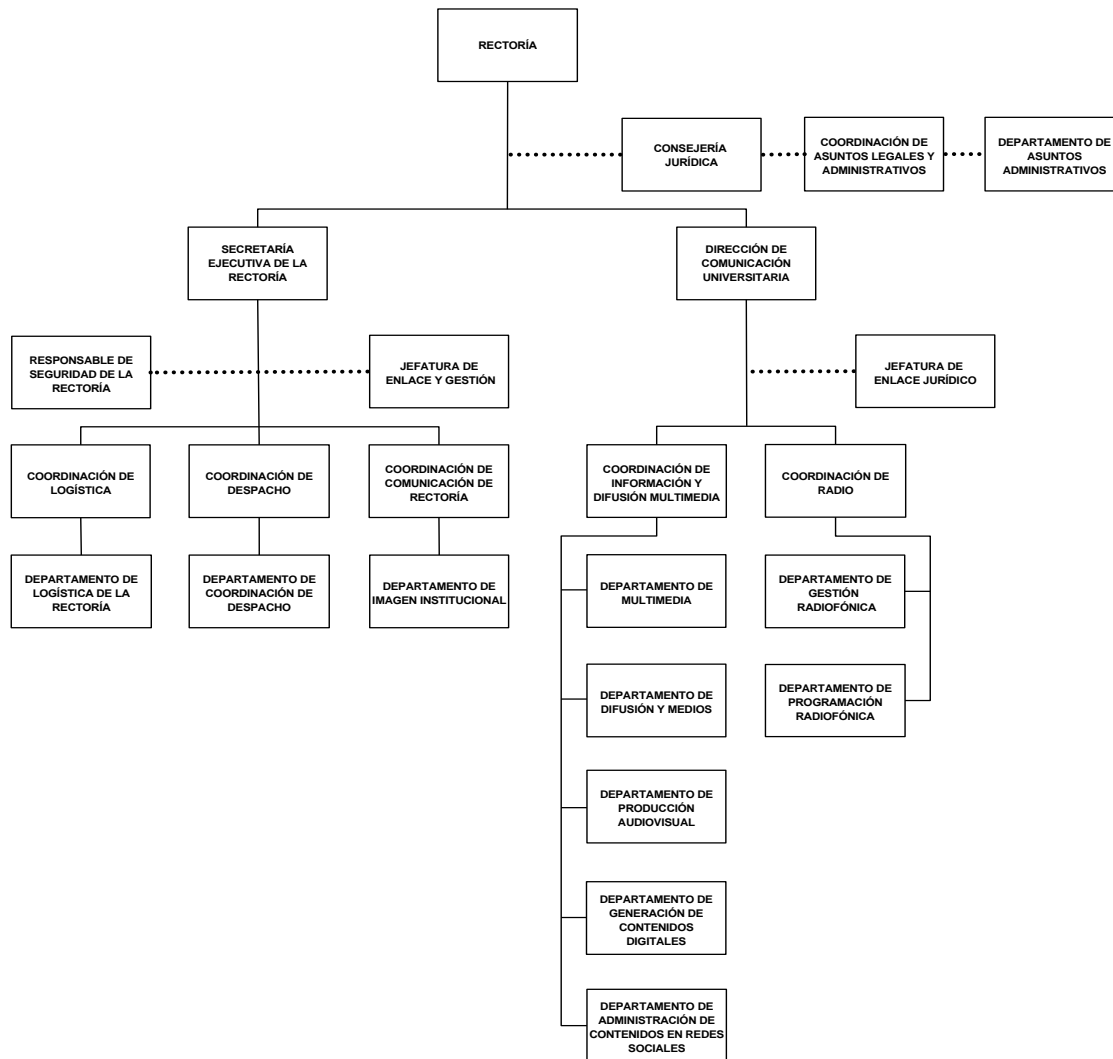 RECTORÍA
CONSEJERÍA
JURÍDICA
COORDINACIÓN DE
ASUNTOS LEGALES Y
ADMINISTRATIVOS
DEPARTAMENTO DE
ASUNTOS
ADMINISTRATIVOS
SECRETARÍA
EJECUTIVA DE LA
RECTORÍA
DIRECCIÓN DE
COMUNICACIÓN
UNIVERSITARIA
RESPONSABLE DE
SEGURIDAD DE LA
RECTORÍA
JEFATURA DE
ENLACE Y GESTIÓN
JEFATURA DE
ENLACE JURÍDICO
COORDINACIÓN DE
LOGÍSTICA
COORDINACIÓN DE
DESPACHO
COORDINACIÓN DE
COMUNICACIÓN DE
RECTORÍA
COORDINACIÓN DE
INFORMACIÓN Y
DIFUSIÓN MULTIMEDIA
COORDINACIÓN DE
RADIO
DEPARTAMENTO DE
LOGÍSTICA DE LA
RECTORÍA
DEPARTAMENTO DE
COORDINACIÓN DE
DESPACHO
DEPARTAMENTO DE
IMAGEN INSTITUCIONAL
DEPARTAMENTO DE
MULTIMEDIA
DEPARTAMENTO DE
GESTIÓN
RADIOFÓNICA
DEPARTAMENTO DE
DIFUSIÓN Y MEDIOS
DEPARTAMENTO DE
PROGRAMACIÓN
RADIOFÓNICA
DEPARTAMENTO DE
PRODUCCIÓN
AUDIOVISUAL
DEPARTAMENTO DE
GENERACIÓN DE
CONTENIDOS
DIGITALES
DEPARTAMENTO DE
ADMINISTRACIÓN DE
CONTENIDOS EN REDES
SOCIALES